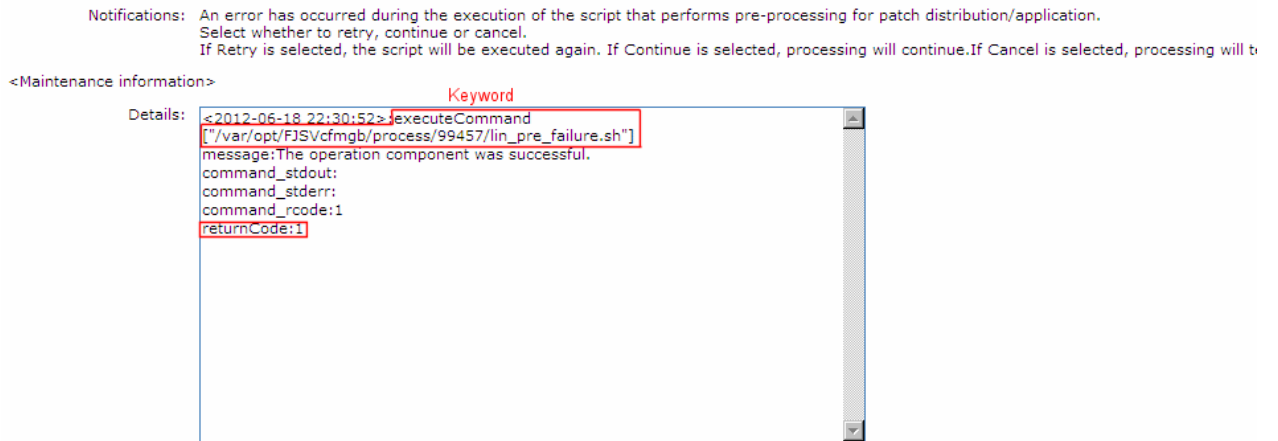 Notifications: An error has occurred during the execution of the script that performs pre-processing for patch distribution/application.
Select whether to retry, continue or cancel.
If Retry is selected, the script will be executed again. If Continue is selected, processing will continue.If Cancel is selected, processing will
<Maintenance information>
Keyword
Details: <2012-06-18 22:30:52>:executeCommand
["/var/opt/FJSVcfmgb/process/99457/lin_pre_failure.sh"]
message:The operation component was successful.
command_stdout:
command_stderr:
command_rcode:1
returnCode:1